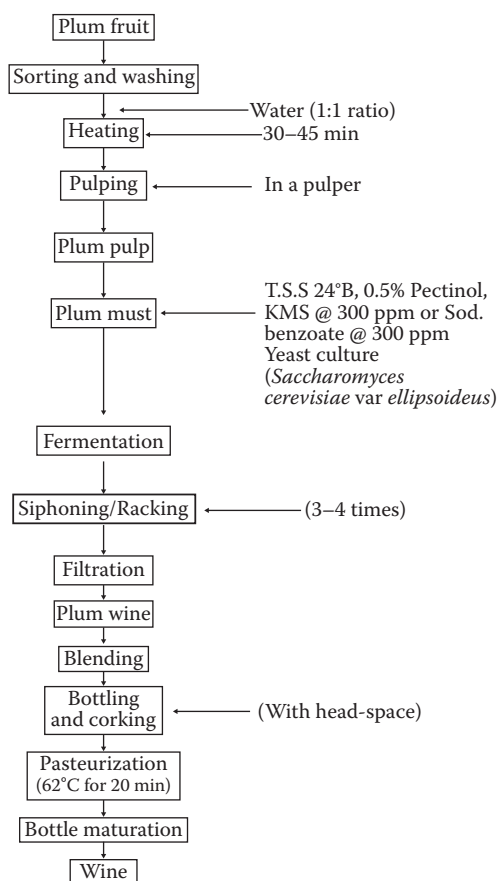 Plum fruit
Sorting and washing
Water (1:1 ratio)
Heating
30–45 min
Pulping
In a pulper
Plum pulp
Plum must
T.S.S 24°B, 0.5% Pectinol,
KMS @ 300 ppm or Sod.
benzoate @ 300 ppm
Yeast culture
(Saccharomyces
cerevisiae var ellipsoideus)
Fermentation
Siphoning/Racking
(3–4 times)
Filtration
Plum wine
Blending
Bottling
and corking
(With head-space)
Pasteurization
(62°C for 20 min)
Bottle maturation
Wine